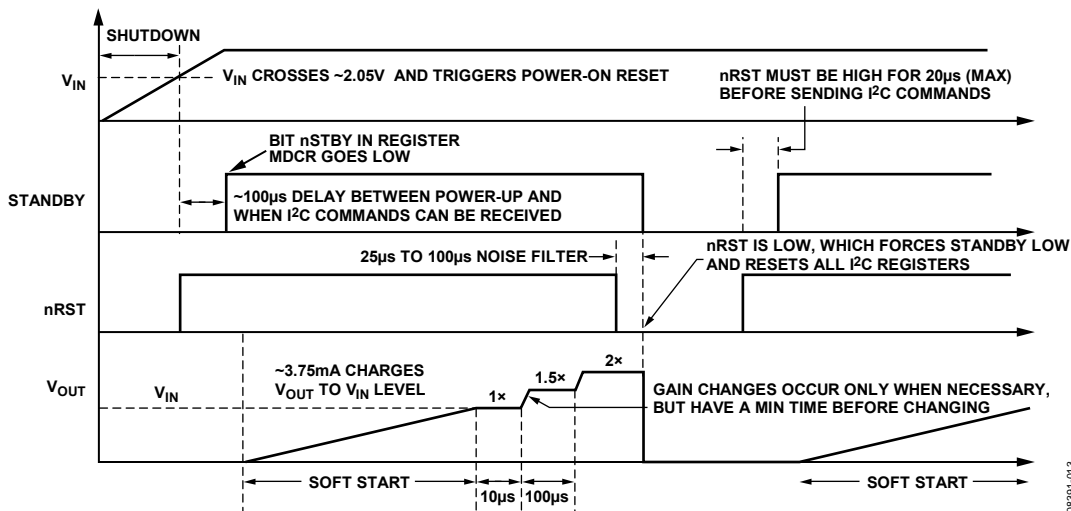 SHUTDOWN
VIN
VIN CROSSES ~2.05V AND TRIGGERS POWER-ON RESET
nRST MUST BE HIGH FOR 20µs (MAX)
BEFORE SENDING I2C COMMANDS
BIT nSTBY IN REGISTER
MDCR GOES LOW
STANDBY
~100µs DELAY BETWEEN POWER-UP AND
WHEN I2C COMMANDS CAN BE RECEIVED
25µs TO 100µs NOISE FILTER
nRST IS LOW, WHICH FORCES STANDBY LOW
AND RESETS ALL I2C REGISTERS
nRST
VOUT
VIN
~3.75mA CHARGES
VOUT TO VIN LEVEL
1×
1.5×
2×
GAIN CHANGES OCCUR ONLY WHEN NECESSARY,
BUT HAVE A MIN TIME BEFORE CHANGING
SOFT START
10µs
100µs
SOFT START
08391-013